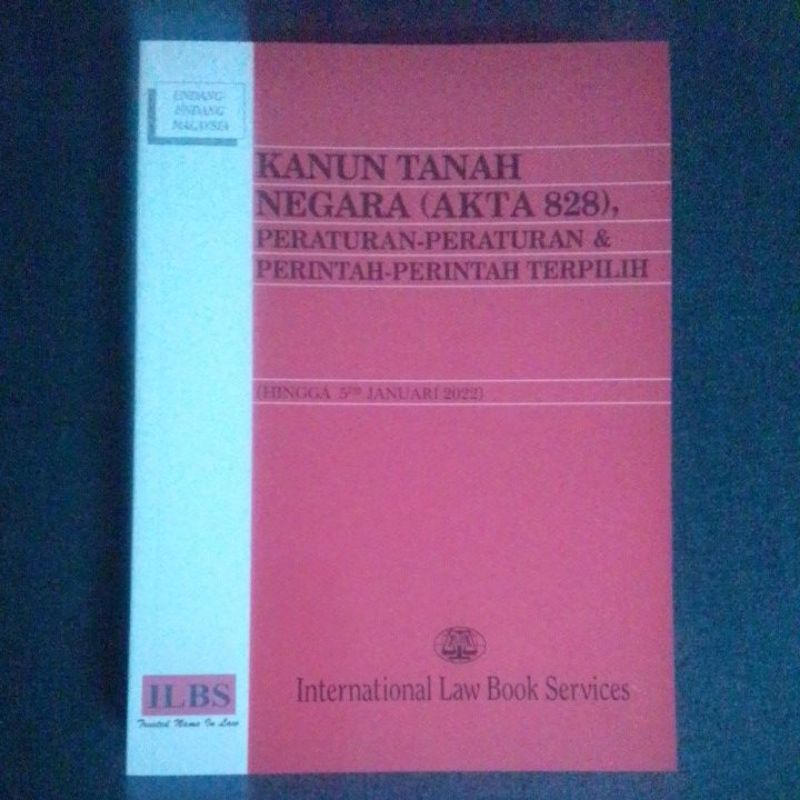 UNDANG-
UNDANG
MALAYSIA
KANUN TANAH
NEGARA (AKTA 828),
PERATURAN-PERATURAN &
PERINTAH-PERINTAH TERPILIH
(HINGGA 5TH JANUARI 2022)
International Law Book Services
ILBS
Trusted Name In Law